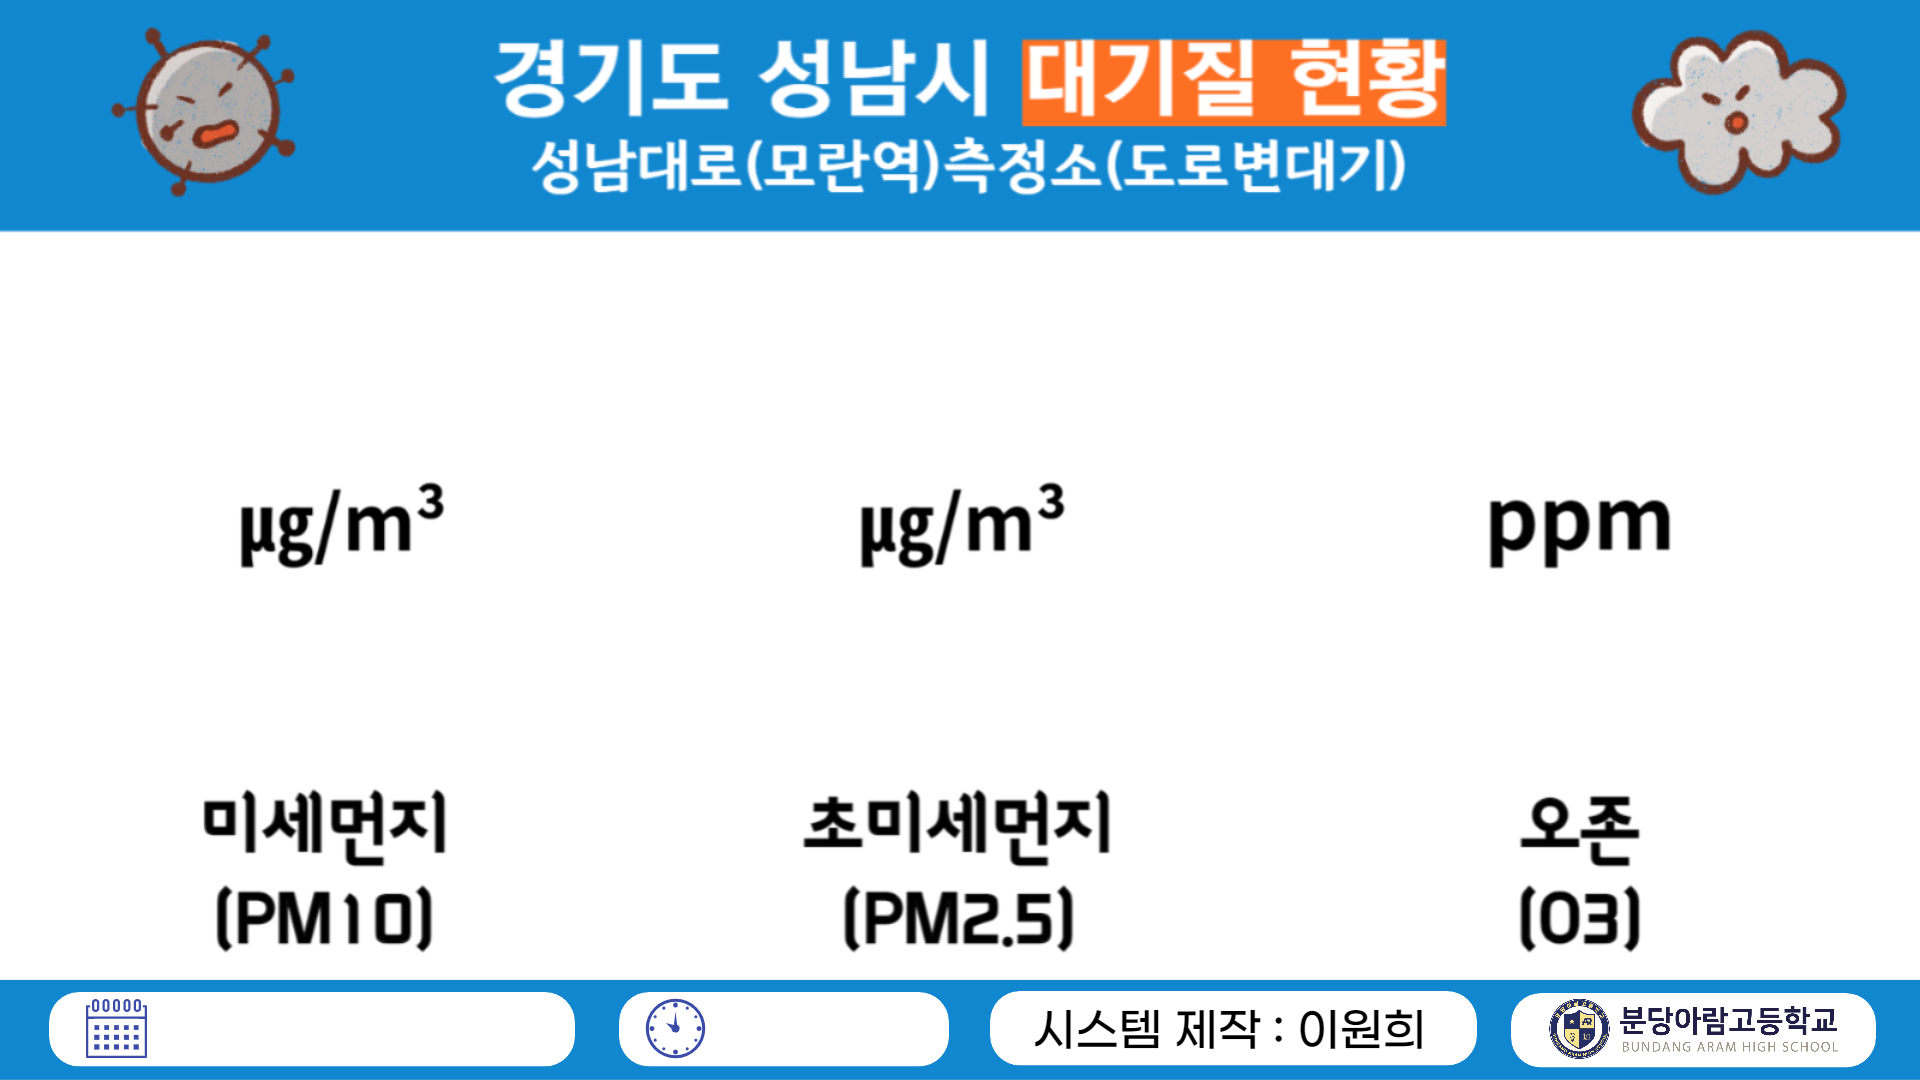 경기도 성남시 대기질 현황
성남대로(모란역)측정소(도로변대기)
µg/m³
µg/m³
ppm
미세먼지
(PM10)
초미세먼지
(PM2.5)
오존
(O3)
시스템 제작 : 이원희
분당아람고등학교
BUNDANG ARAM HIGH SCHOOL